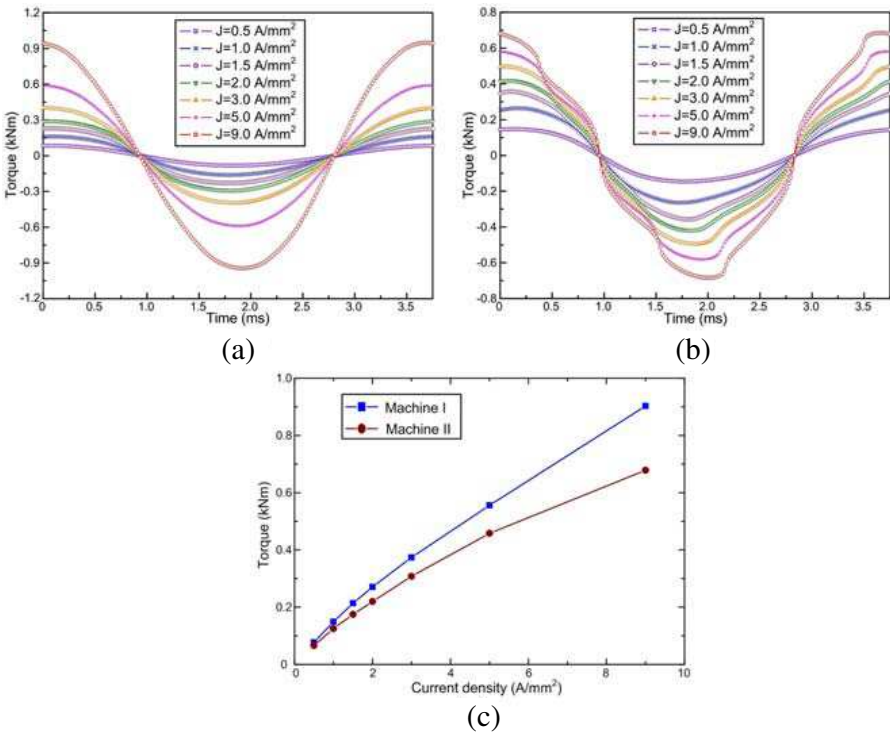 1.2
0.9
0.6
0.3
0
-0.3
-0.6
-0.9
-1.2
Torque (kNm)
J=0.5 A/mm²
J=1.0 A/mm²
J=1.5 A/mm²
J=2.0 A/mm²
J=3.0 A/mm²
J=5.0 A/mm²
J=9.0 A/mm²
0 0.5 1.0 1.5 2.0 2.5 3.0 3.5
Time (ms)
(a)
0.8
0.6
0.4
0.2
0
-0.2
-0.4
-0.6
-0.8
Torque (kNm)
J=0.5 A/mm²
J=1.0 A/mm²
J=1.5 A/mm²
J=2.0 A/mm²
J=3.0 A/mm²
J=5.0 A/mm²
J=9.0 A/mm²
0 0.5 1.0 1.5 2.0 2.5 3.0 3.5
Time (ms)
(b)
1.0
0.8
0.6
0.4
0.2
0
Torque (kNm)
Machine I
Machine II
0 2 4 6 8 10
Current density (A/mm²)
(c)